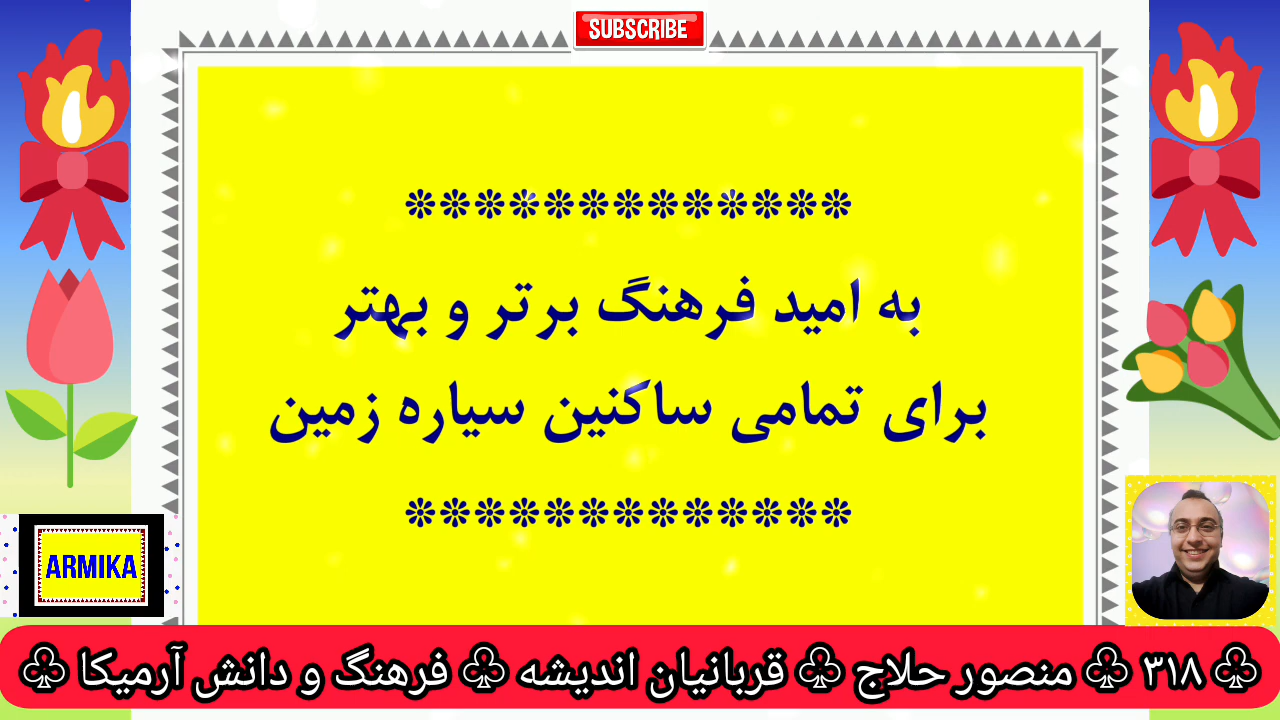 SUBSCRIBE
❊❊❊❊❊❊❊❊❊❊❊❊❊
به امید فرهنگ برتر و بهتر
برای تمامی ساکنین سیاره زمین
❊❊❊❊❊❊❊❊❊❊❊❊❊
ARMIKA
♧ ۳۱۸ ♧ منصور حلاج ♧ قربانیان اندیشه ♧ فرهنگ و دانش آرمیکا ♧